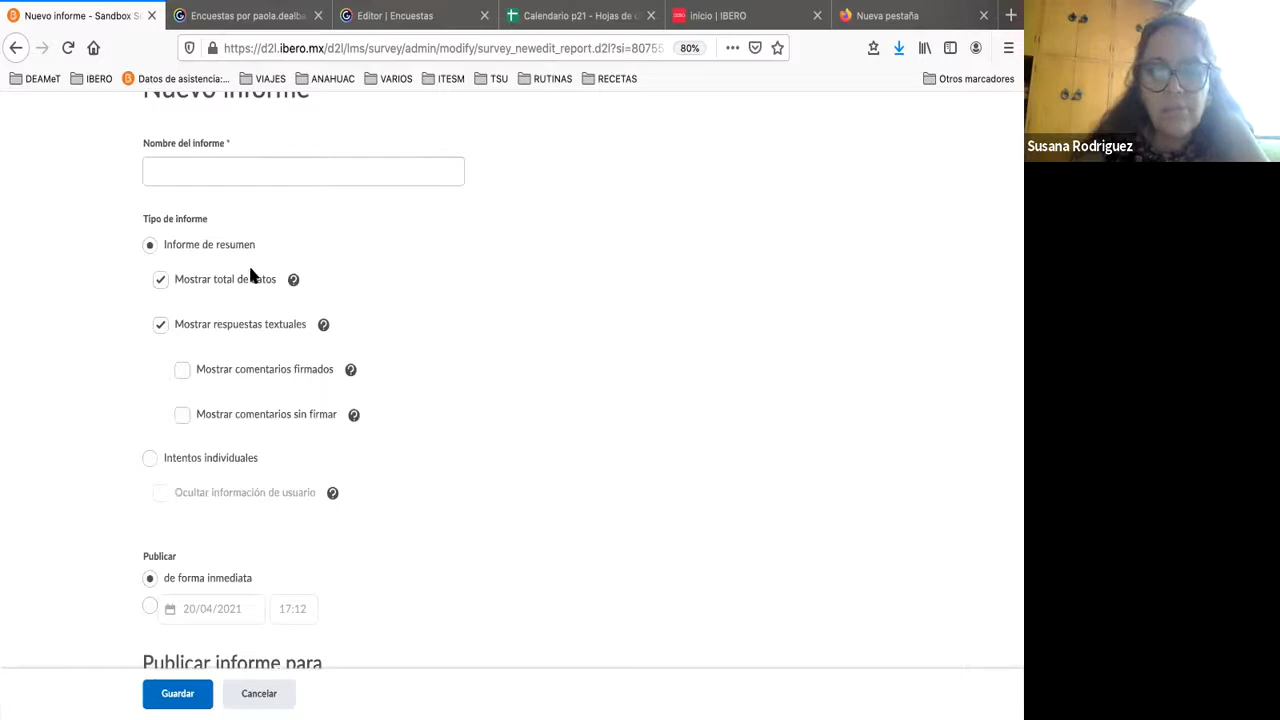 Nuevo informe - Sandbox S
Encuestas por paola.dealba
Editor | Encuestas
Calendario p21 - Hojas de c
Inicio | IBERO
Nueva pestaña
https://d2l.ibero.mx/d2l/lms/survey/admin/modify/survey_newedit_report.d2l?si=80755
80%
DEAMeT
IBERO
Datos de asistencia:...
VIAJES
ANAHUAC
VARIOS
ITESM
TSU
RUTINAS
RECETAS
Otros marcadores
Susana Rodriguez
Nuevo informe
Nombre del informe *
Tipo de informe
Informe de resumen
Mostrar total de datos
Mostrar respuestas textuales
Mostrar comentarios firmados
Mostrar comentarios sin firmar
Intentos individuales
Ocultar información de usuario
Publicar
de forma inmediata
20/04/2021
17:12
Publicar informe para
Guardar
Cancelar